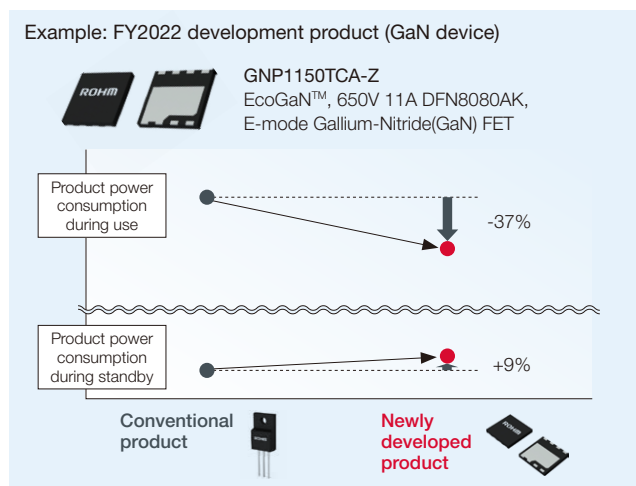 Example: FY2022 development product (GaN device)
ROHM
GNP1150TCA-Z
EcoGaN™, 650V 11A DFN8080AK,
E-mode Gallium-Nitride(GaN) FET
Product power
consumption
during use
-37%
Product power
consumption
during standby
+9%
Conventional
product
ROHM
Newly
developed
product
ROHM